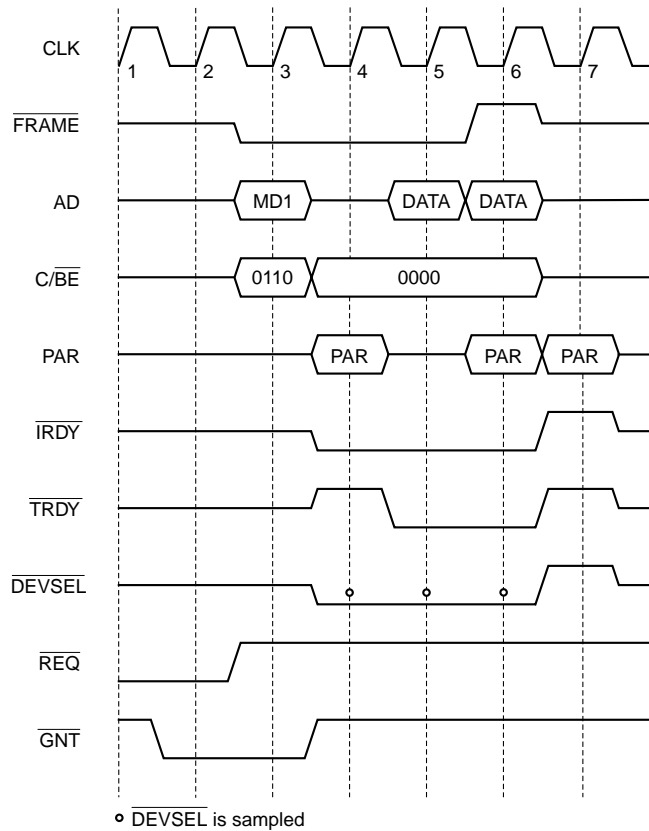 CLK
1 2 3 4 5 6 7
FRAME
AD MD1 DATA DATA
C/BE 0110 0000
PAR PAR PAR PAR
IRDY
TRDY
DEVSEL
REQ
GNT
DEVSEL is sampled